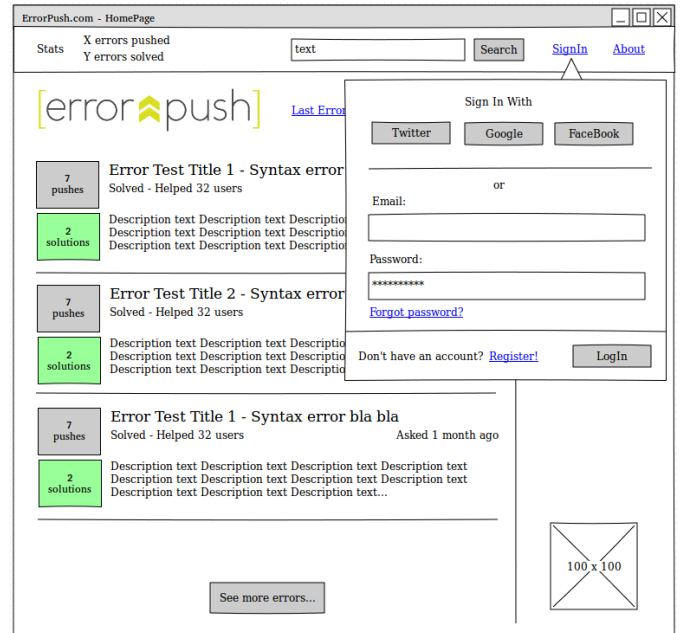 ErrorPush.com - HomePage
Stats
X errors pushed
Y errors solved
text
Search
SignIn
About
[error push]
Last Error
Sign In With
Twitter
Google
FaceBook
or
Email:
Password:
**********
Forgot password?
Don't have an account? Register!
LogIn
7
pushes
Error Test Title 1 - Syntax error
Solved - Helped 32 users
2
solutions
Description text Description text
Description text Description text
Description text Description text
7
pushes
Error Test Title 2 - Syntax error
Solved - Helped 32 users
2
solutions
Description text Description text
Description text Description text
Description text Description text
7
pushes
Error Test Title 1 - Syntax error bla bla
Solved - Helped 32 users
Asked 1 month ago
2
solutions
Description text Description text Description text Description text
Description text Description text Description text Description text
Description text Description text Description text...
See more errors...
100 x 100